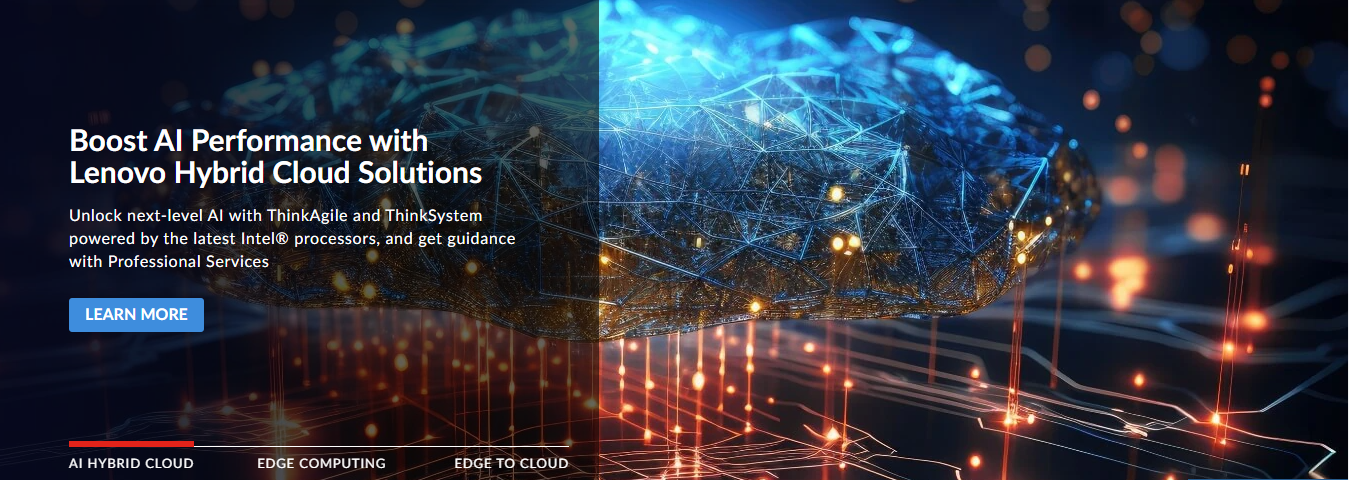 Boost AI Performance with
Lenovo Hybrid Cloud Solutions
Unlock next-level AI with ThinkAgile and ThinkSystem
powered by the latest Intel® processors, and get guidance
with Professional Services
LEARN MORE
AI HYBRID CLOUD
EDGE COMPUTING
EDGE TO CLOUD